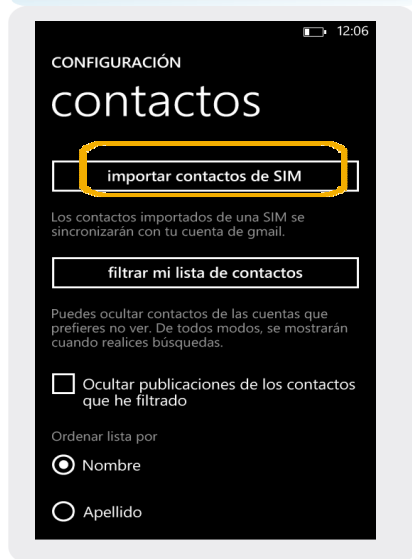 12:06
CONFIGURACIÓN
contactos
importar contactos de SIM
Los contactos importados de una SIM se
sincronizarán con tu cuenta de gmail.
filtrar mi lista de contactos
Puedes ocultar contactos de las cuentas que
prefieres no ver. De todos modos, se mostrarán
cuando realices búsquedas.
Ocultar publicaciones de los contactos
que he filtrado
Ordenar lista por
Nombre
Apellido